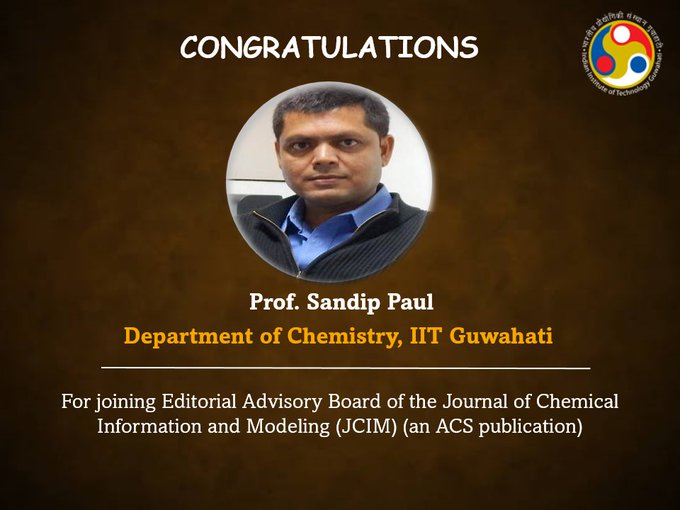 CONGRATULATIONS
भारतीय प्रौद्योगिकी संस्थान गुवाहाटी
Indian Institute of Technology Guwahati
Prof. Sandip Paul
Department of Chemistry, IIT Guwahati
For joining Editorial Advisory Board of the Journal of Chemical
Information and Modeling (JCIM) (an ACS publication)